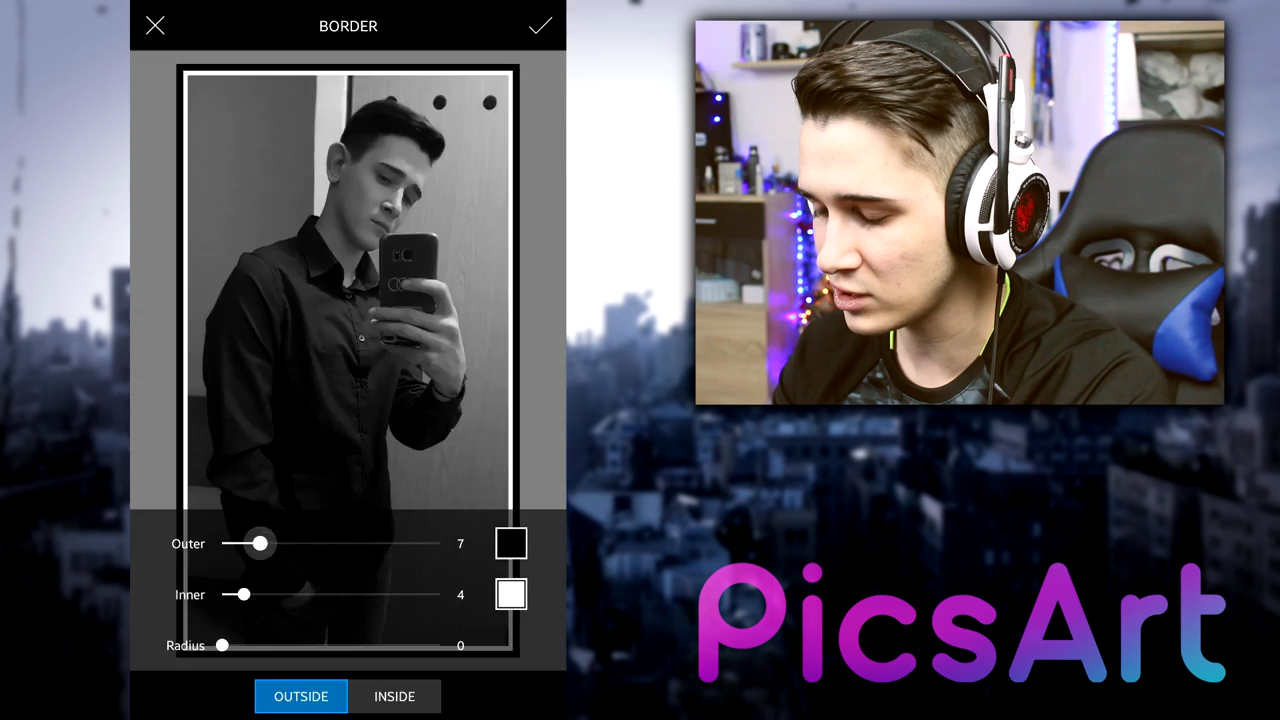 BORDER
Outer 7
Inner 4
Radius 0
OUTSIDE INSIDE
PicsArt